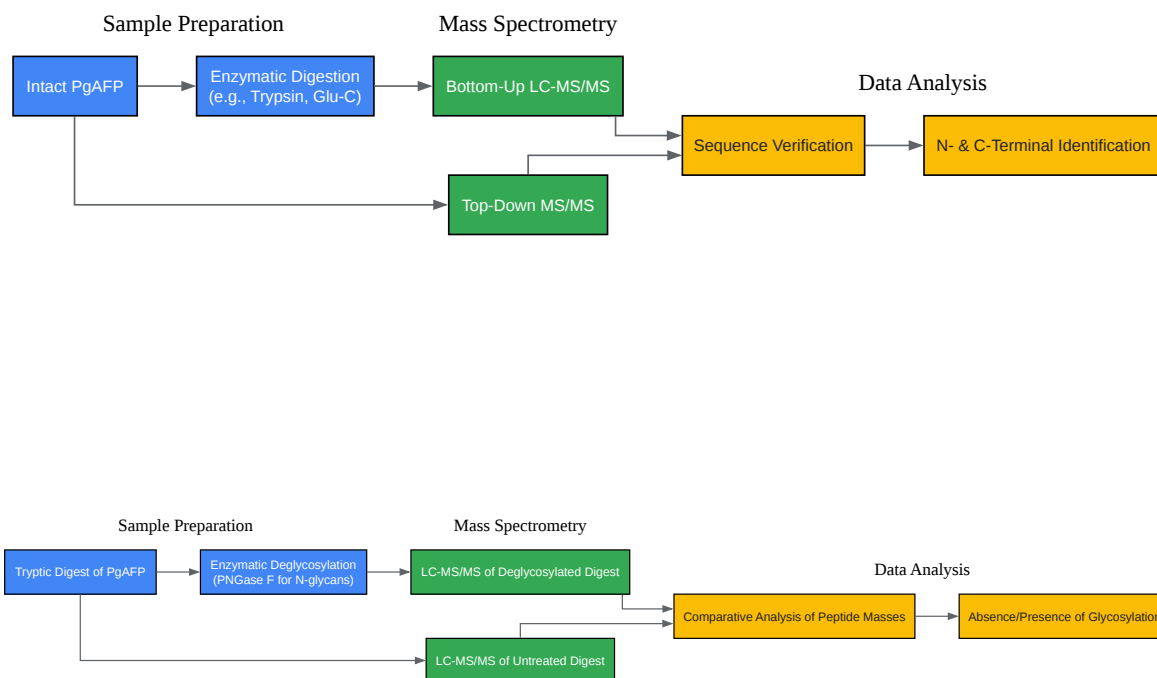 Sample Preparation
Mass Spectrometry
Intact PgAFP
Enzymatic Digestion
(e.g., Trypsin, Glu-C)
Bottom-Up LC-MS/MS
Data Analysis
Sequence Verification
N- & C-Terminal Identification
Top-Down MS/MS
Sample Preparation
Mass Spectrometry
Tryptic Digest of PgAFP
Enzymatic Deglycosylation
(PNGase F for N-glycans)
LC-MS/MS of Deglycosylated Digest
Data Analysis
Comparative Analysis of Peptide Masses
Absence/Presence of Glycosylation
LC-MS/MS of Untreated Digest